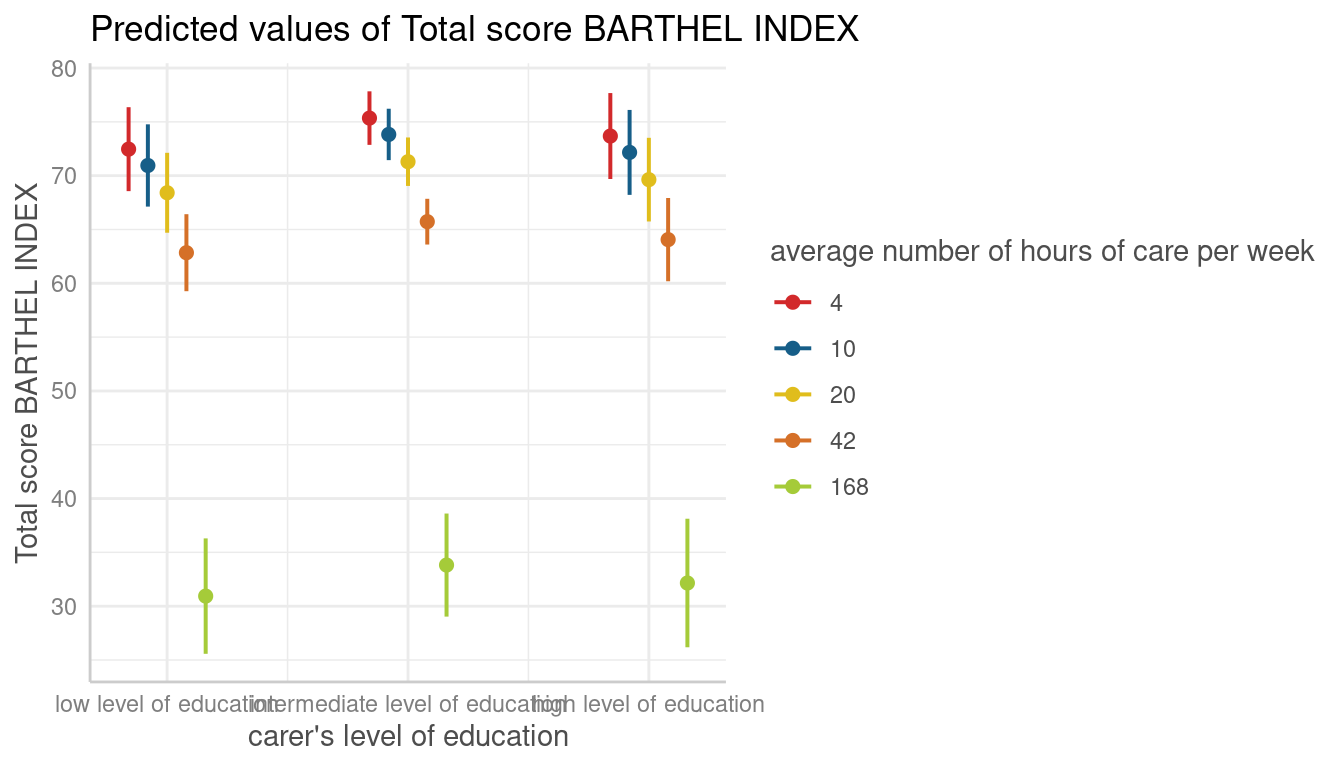 Predicted values of Total score BARTHEL INDEX
80
70
60
50
40
30
Total score BARTHEL INDEX
low level of education
intermediate level of education
high level of education
carer's level of education
average number of hours of care per week
4
10
20
42
168